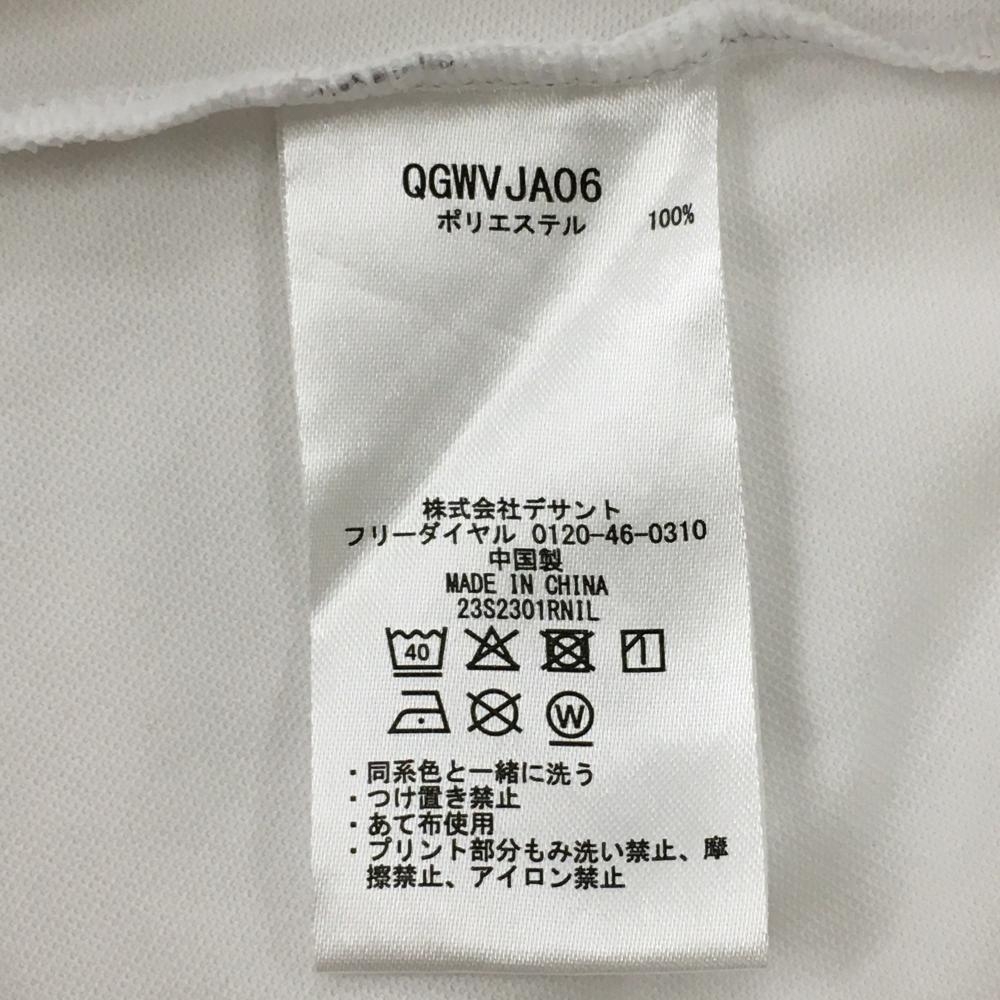 QGWVJA06
ポリエステル 100%
株式会社デサント
フリーダイヤル 0120-46-0310
中国製
MADE IN CHINA
23S2301RNIL
40
W
・同系色と一緒に洗う
・つけ置き禁止
・あて布使用
・プリント部分もみ洗い禁止、摩
擦禁止、アイロン禁止